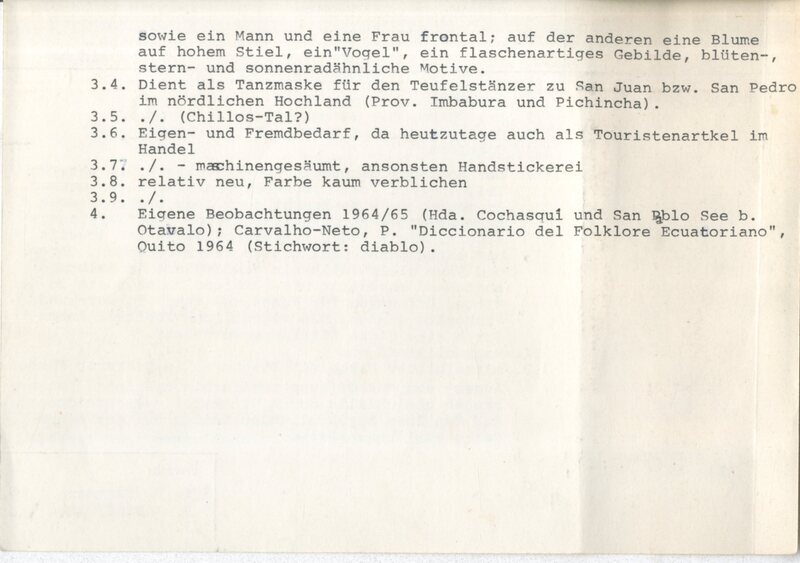 sowie ein Mann und eine Frau frontal; auf der anderen eine Blume
auf hohem Stiel, ein"Vogel", ein flaschenartiges Gebilde, blüten-,
stern- und sonnenradähnliche Motive.
3.4. Dient als Tanzmaske für den Teufelstänzer zu San Juan bzw. San Pedro
im nördlichen Hochland (Prov. Imbabura und Pichincha).
3.5. ./. (Chillos-Tal?)
3.6. Eigen- und Fremdbedarf, da heutzutage auch als Touristenartkel im
Handel
3.7. ./. - maschinengesäumt, ansonsten Handstickerei
3.8. relativ neu, Farbe kaum verblichen
3.9. ./.
4. Eigene Beobachtungen 1964/65 (Hda. Cochasquí und San Pablo See b.
Otavalo); Carvalho-Neto, P. "Diccionario del Folklore Ecuatoriano",
Quito 1964 (Stichwort: diablo).